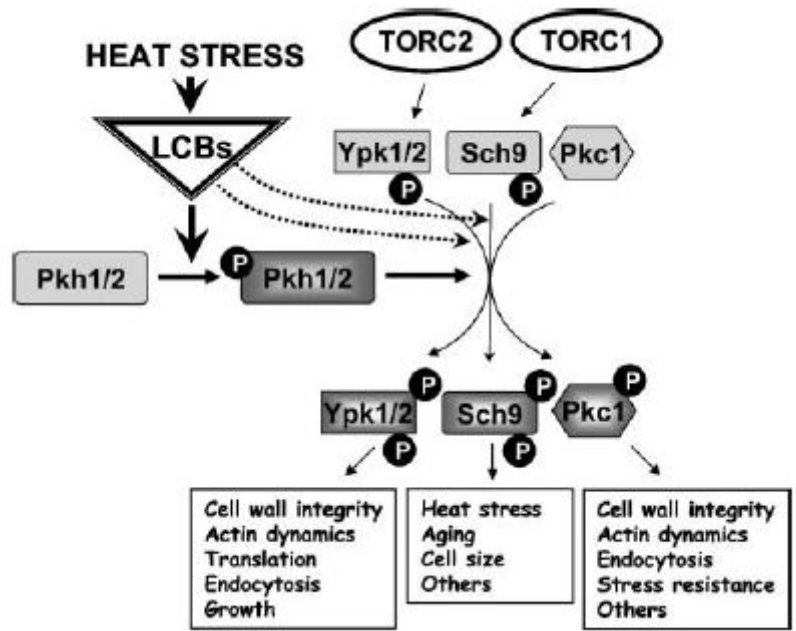 HEAT STRESS
TORC2
TORC1
LCBs
Ypk1/2
Sch9
Pkc1
P
P
Pkh1/2
P
Pkh1/2
P
P
P
Ypk1/2
Sch9
Pkc1
P
P
Cell wall integrity
Actin dynamics
Translation
Endocytosis
Growth
Heat stress
Aging
Cell size
Others
Cell wall integrity
Actin dynamics
Endocytosis
Stress resistance
Others